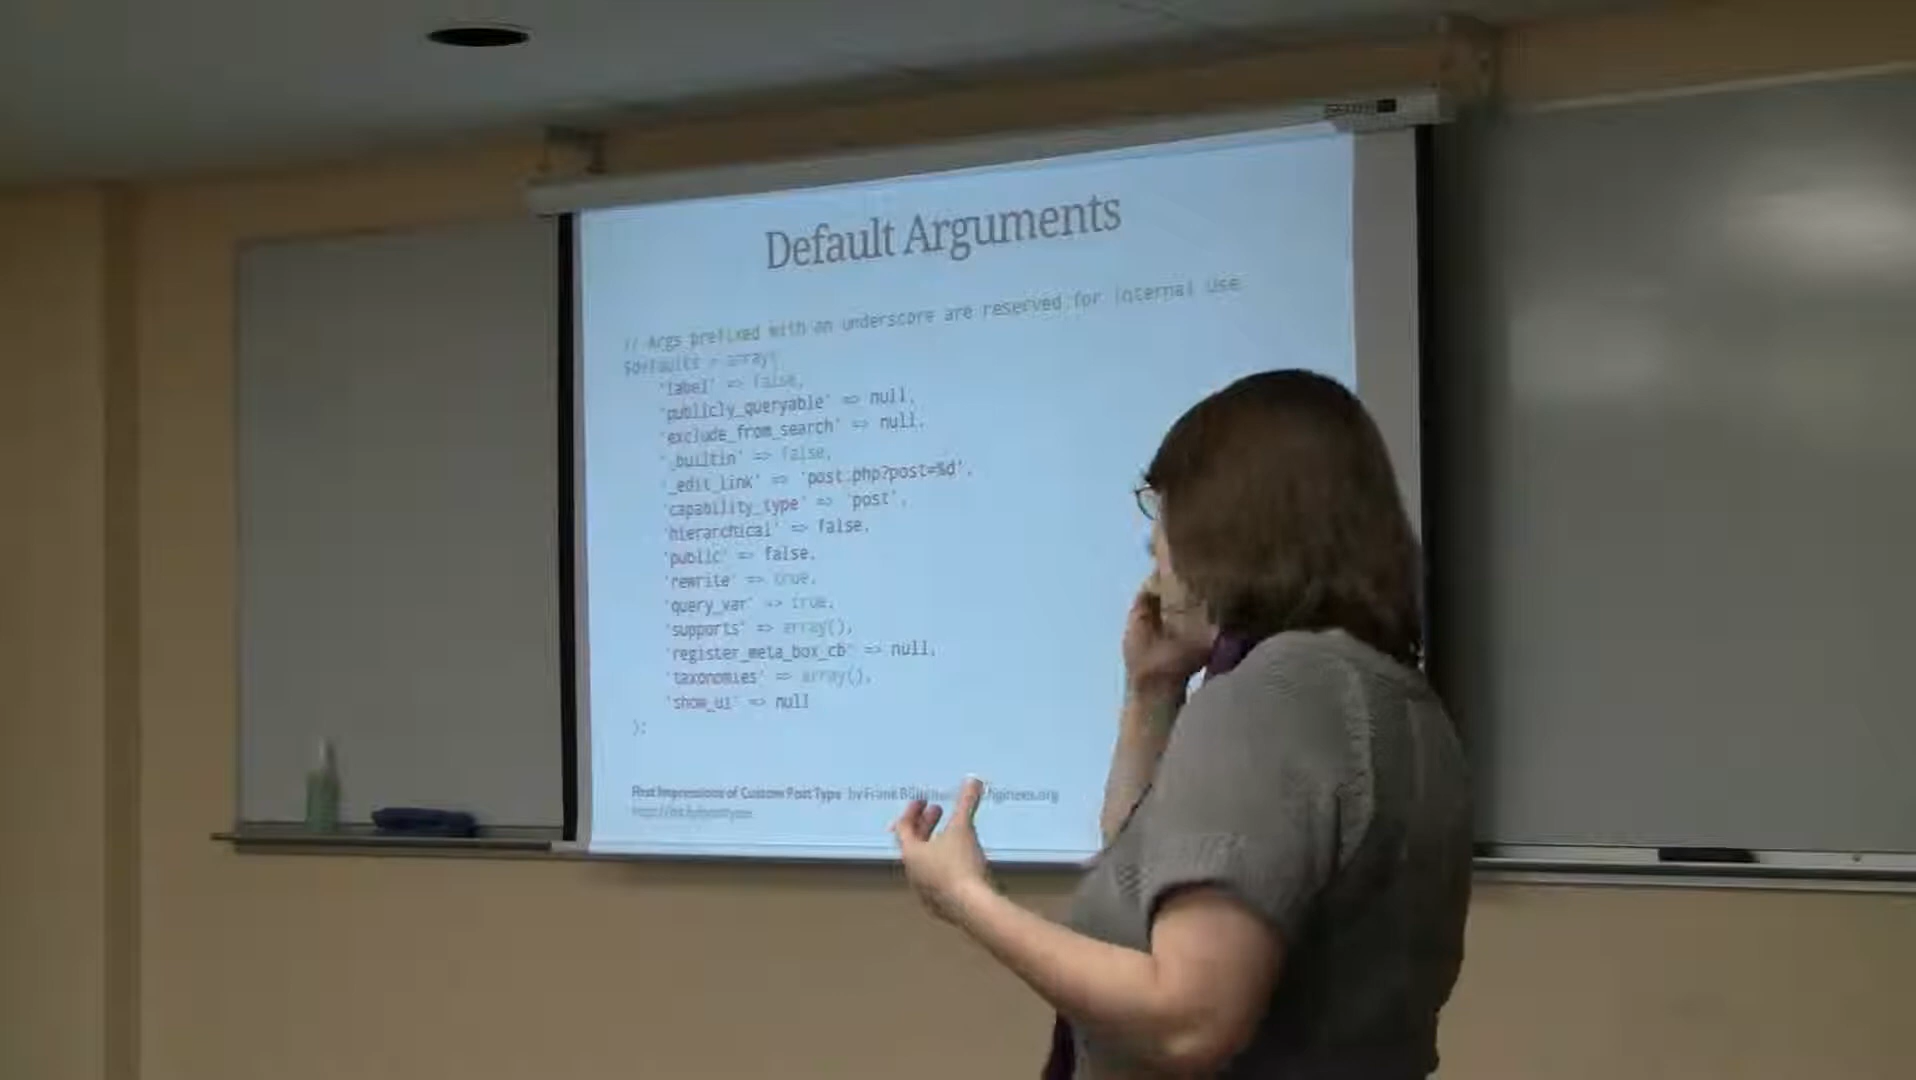 Default Arguments
// Args prefixed with an underscore are reserved for internal use
$defaults = array(
'label' => false,
'publicly_queryable' => null,
'exclude_from_search' => null,
'_builtin' => false,
'_edit_link' => 'post.php?post=%d',
'capability_type' => 'post',
'hierarchical' => false,
'public' => false,
'rewrite' => true,
'query_var' => true,
'supports' => array(),
'register_meta_box_cb' => null,
'taxonomies' => array(),
'show_ui' => null
);
First Impressions of Custom Post Type by Frank